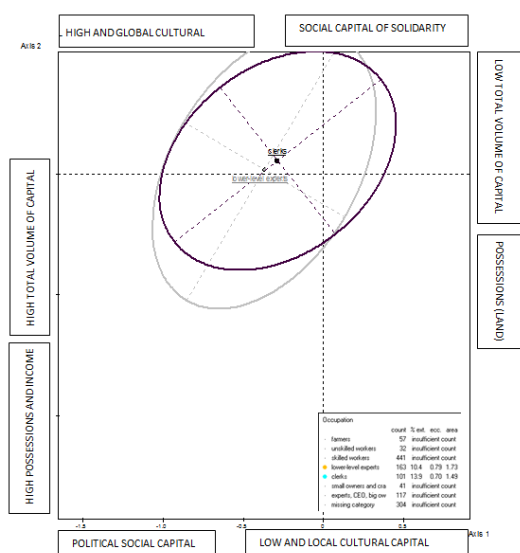 HIGH AND GLOBAL CULTURAL
SOCIAL CAPITAL OF SOLIDARITY
Axis 2
LOW TOTAL VOLUME OF CAPITAL
clerks
lower-level experts
HIGH TOTAL VOLUME OF CAPITAL
POSSESSIONS (LAND)
HIGH POSSESSIONS AND INCOME
Occupation
count % ext. ecc. area
farmers 57 insufficient count
unskilled workers 32 insufficient count
skilled workers 441 insufficient count
lower-level experts 163 10.4 0.79 1.73
clerks 101 13.9 0.70 1.49
small owners and cra 41 insufficient count
experts, CEO, big ow 117 insufficient count
missing category 304 insufficient count
-1.5 -1.0 -0.5 0 0.5
Axis 1
POLITICAL SOCIAL CAPITAL
LOW AND LOCAL CULTURAL CAPITAL